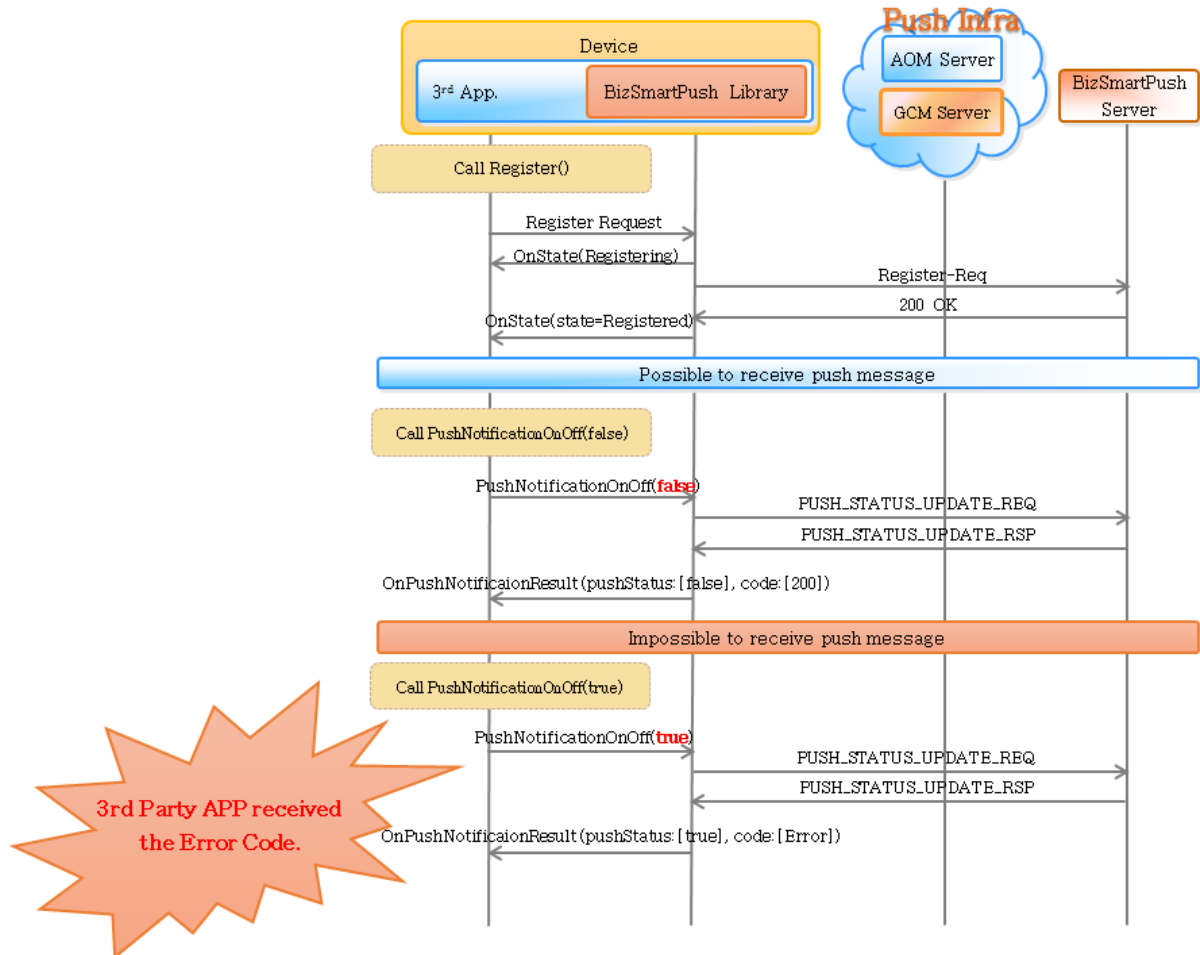 Push Infra
Device
AOM Server
3rd App.
BizSmartPush Library
BizSmartPush
Server
GCM Server
Call Register()
Register Request
OnState(Registering)
Register-Req
200 OK
OnState(state=Registered)
Possible to receive push message
Call PushNotificationOnOff(false)
PushNotificationOnOff(false)
PUSH_STATUS_UPDATE_REQ
PUSH_STATUS_UPDATE_RSP
OnPushNotificaionResult(pushStatus:[false], code:[200])
Impossible to receive push message
Call PushNotificationOnOff(true)
PushNotificationOnOff(true)
PUSH_STATUS_UPDATE_REQ
PUSH_STATUS_UPDATE_RSP
3rd Party APP received
the Error Code.
OnPushNotificaionResult(pushStatus:[true], code:[Error])